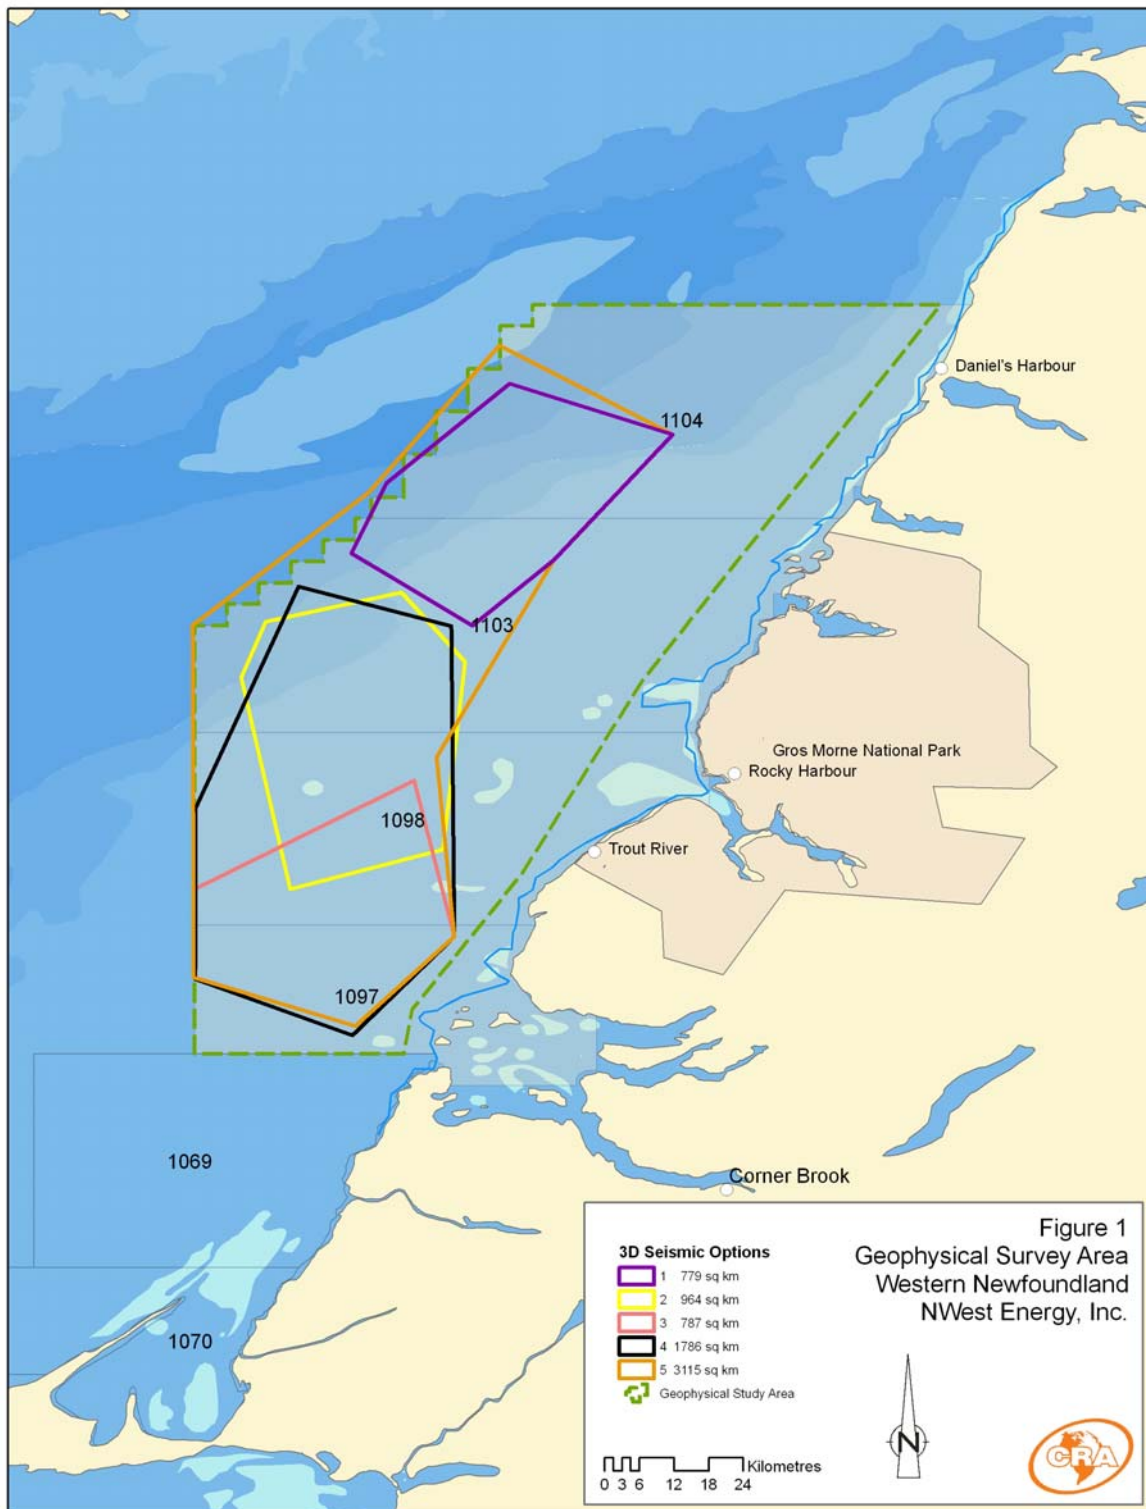 Daniel's Harbour
1104
1103
Gros Morne National Park
Rocky Harbour
1098
Trout River
1097
1069
Corner Brook
1070
Figure 1
Geophysical Survey Area
Western Newfoundland
NWest Energy, Inc.
3D Seismic Options
1 779 sq km
2 964 sq km
3 787 sq km
4 1786 sq km
5 3115 sq km
Geophysical Study Area
Kilometres
0 3 6 12 18 24
N
CRA